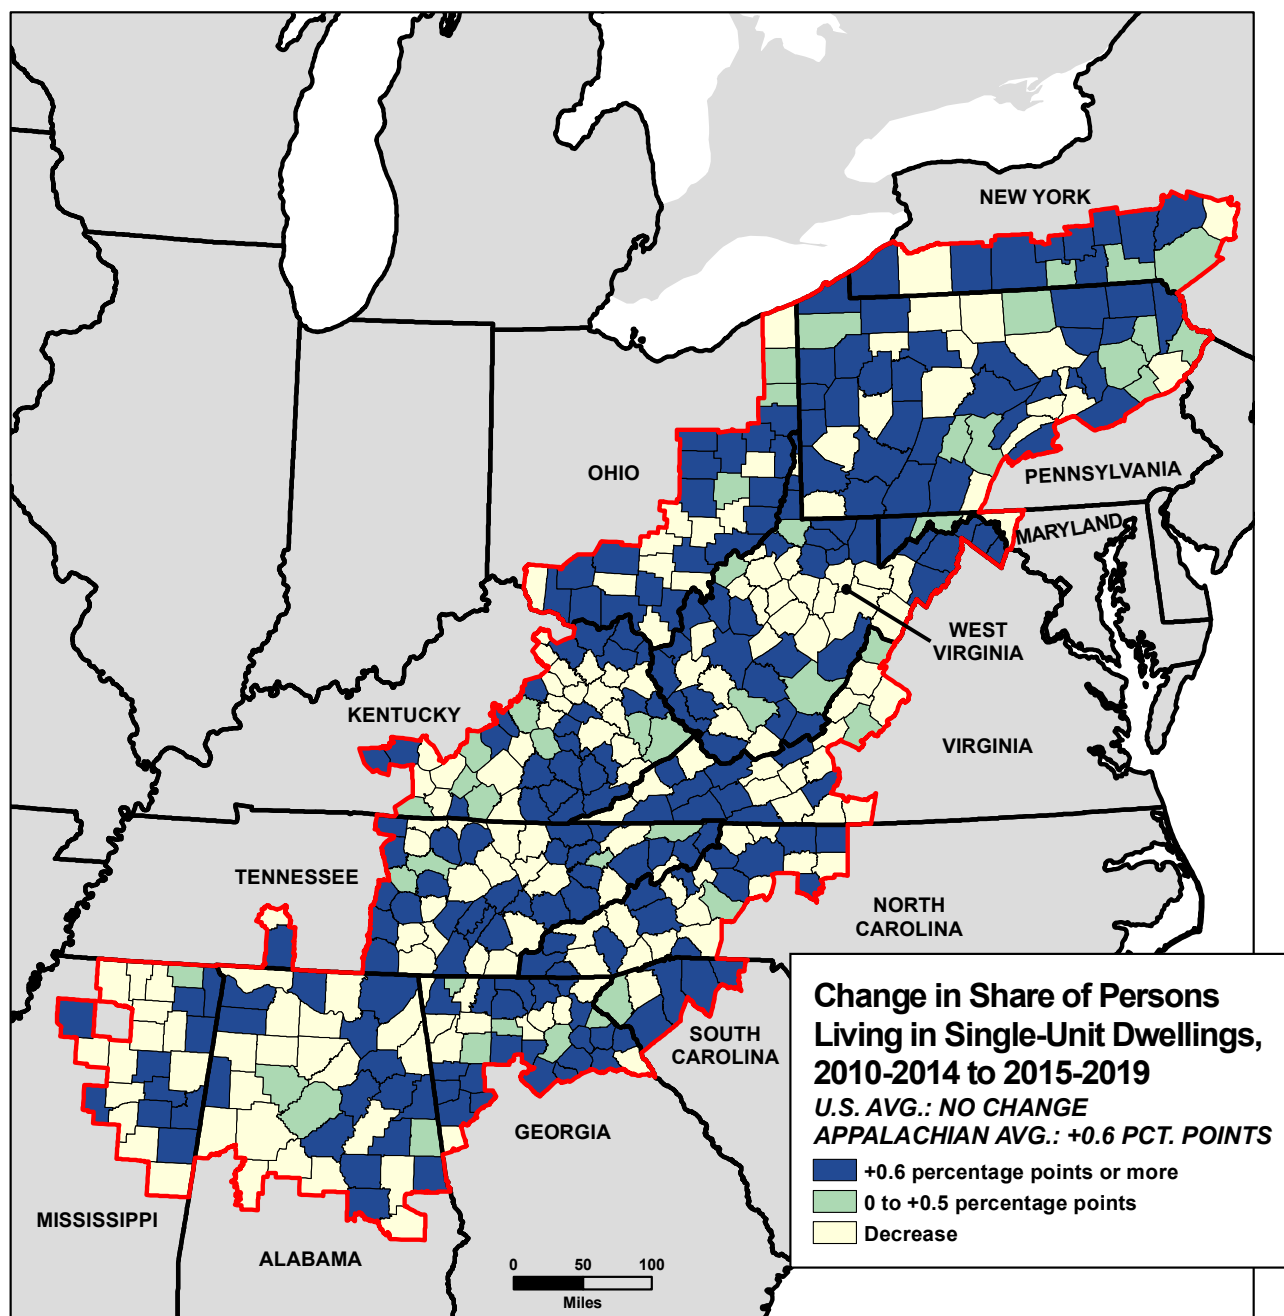 NEW YORK
PENNSYLVANIA
OHIO
MARYLAND
WEST
VIRGINIA
KENTUCKY
VIRGINIA
TENNESSEE
NORTH
CAROLINA
SOUTH
CAROLINA
GEORGIA
MISSISSIPPI
ALABAMA
Change in Share of Persons
Living in Single-Unit Dwellings,
2010-2014 to 2015-2019
U.S. AVG.: NO CHANGE
APPALACHIAN AVG.: +0.6 PCT. POINTS
+0.6 percentage points or more
0 to +0.5 percentage points
Decrease
0 50 100
Miles